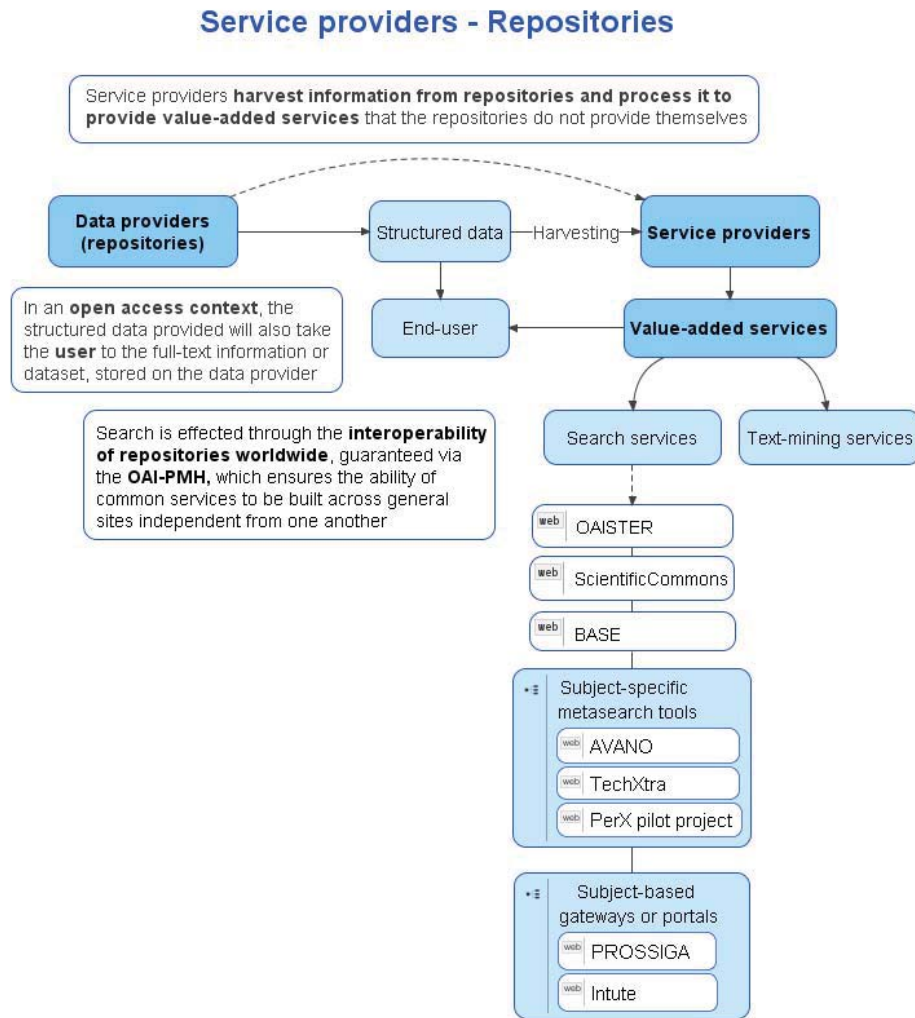 Service providers - Repositories
Service providers harvest information from repositories and process it to
provide value-added services that the repositories do not provide themselves
Data providers
(repositories)
Structured data
Harvesting
Service providers
In an open access context, the
structured data provided will also take
the user to the full-text information or
dataset, stored on the data provider
End-user
Value-added services
Search is effected through the interoperability
of repositories worldwide, guaranteed via
the OAI-PMH, which ensures the ability of
common services to be built across general
sites independent from one another
Search services
Text-mining services
web OAISTER
web ScientificCommons
web BASE
Subject-specific
metasearch tools
web AVANO
web TechXtra
web PerX pilot project
Subject-based
gateways or portals
web PROSSIGA
web Intute